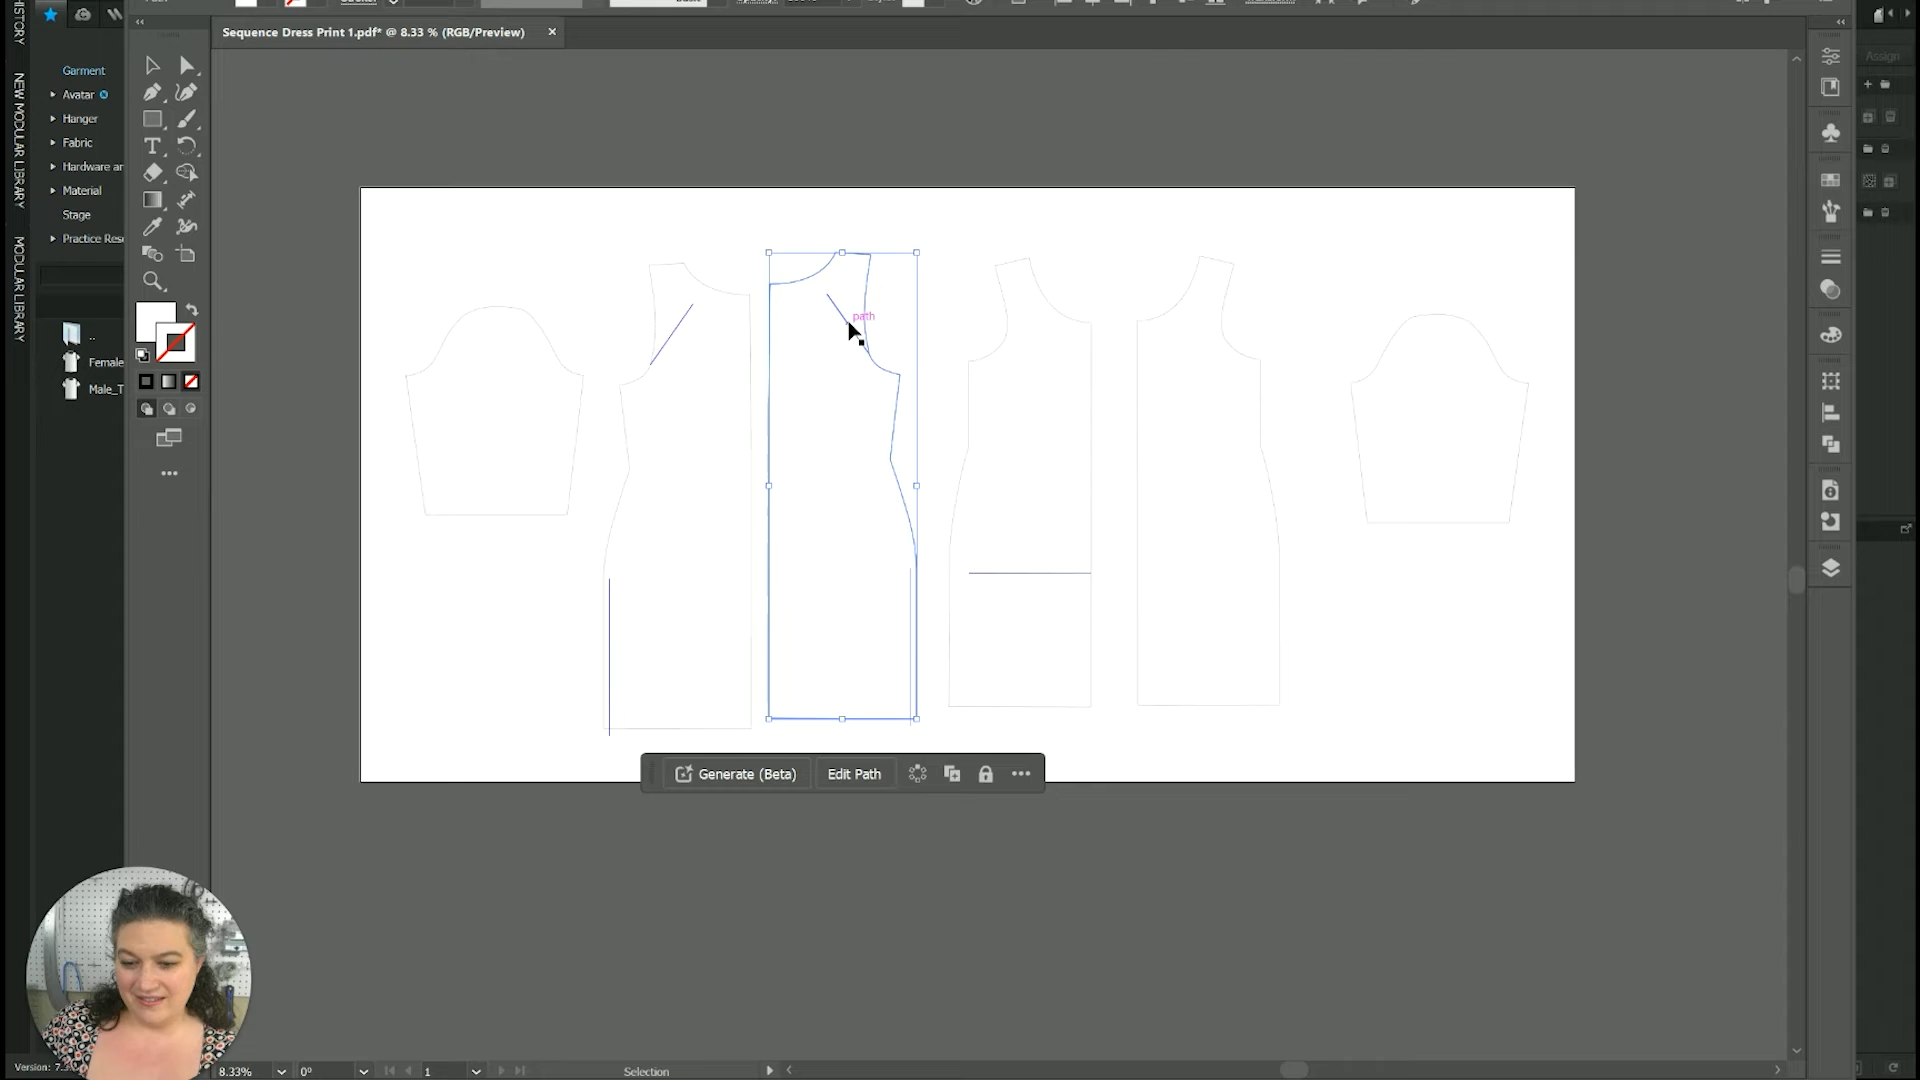 HISTORY
NEW MODULAR LIBRARY
MODULAR LIBRARY
Garment
Avatar
Hanger
Fabric
Hardware ar
Material
Stage
Practice Res
..
Female
Male_T
Sequence Dress Print 1.pdf* @ 8.33 % (RGB/Preview)
Assign
path
Generate (Beta)
Edit Path
Version: 7.
8.33%
0°
1
Selection